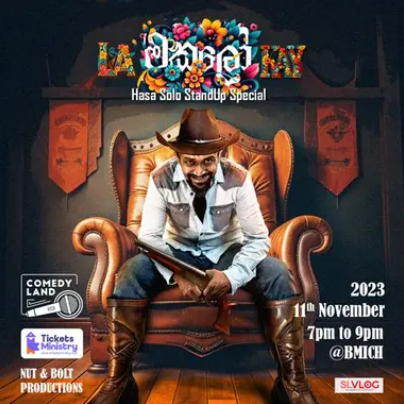 LA මකලෝ KAY
Hasa Solo StandUp Special
COMEDY
LAND
Tickets
Ministry
NUT & BOLT
PRODUCTIONS
2023
11th November
7pm to 9pm
@BMICH
SLVLOG